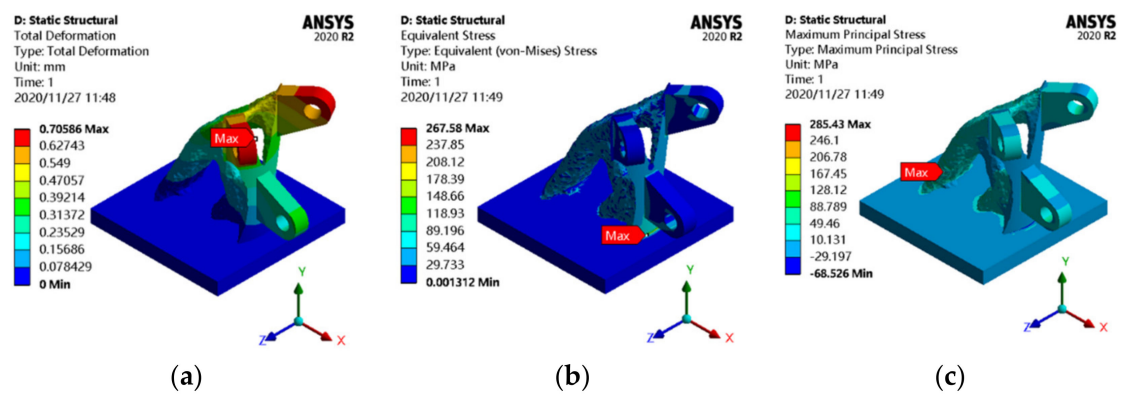 D: Static Structural
Total Deformation
Type: Total Deformation
Unit: mm
Time: 1
2020/11/27 11:48
ANSYS
2020 R2
0.70586 Max
0.62743
0.549
0.47057
0.39214
0.31372
0.23529
0.15686
0.078429
0 Min
Max
Y
Z
X
(a)
D: Static Structural
Equivalent Stress
Type: Equivalent (von-Mises) Stress
Unit: MPa
Time: 1
2020/11/27 11:49
ANSYS
2020 R2
267.58 Max
237.85
208.12
178.39
148.66
118.93
89.196
59.464
29.733
0.001312 Min
Max
Y
Z
X
(b)
D: Static Structural
Maximum Principal Stress
Type: Maximum Principal Stress
Unit: MPa
Time: 1
2020/11/27 11:49
ANSYS
2020 R2
285.43 Max
246.1
206.78
167.45
128.12
88.789
49.46
10.131
-29.197
-68.526 Min
Max
Y
Z
X
(c)